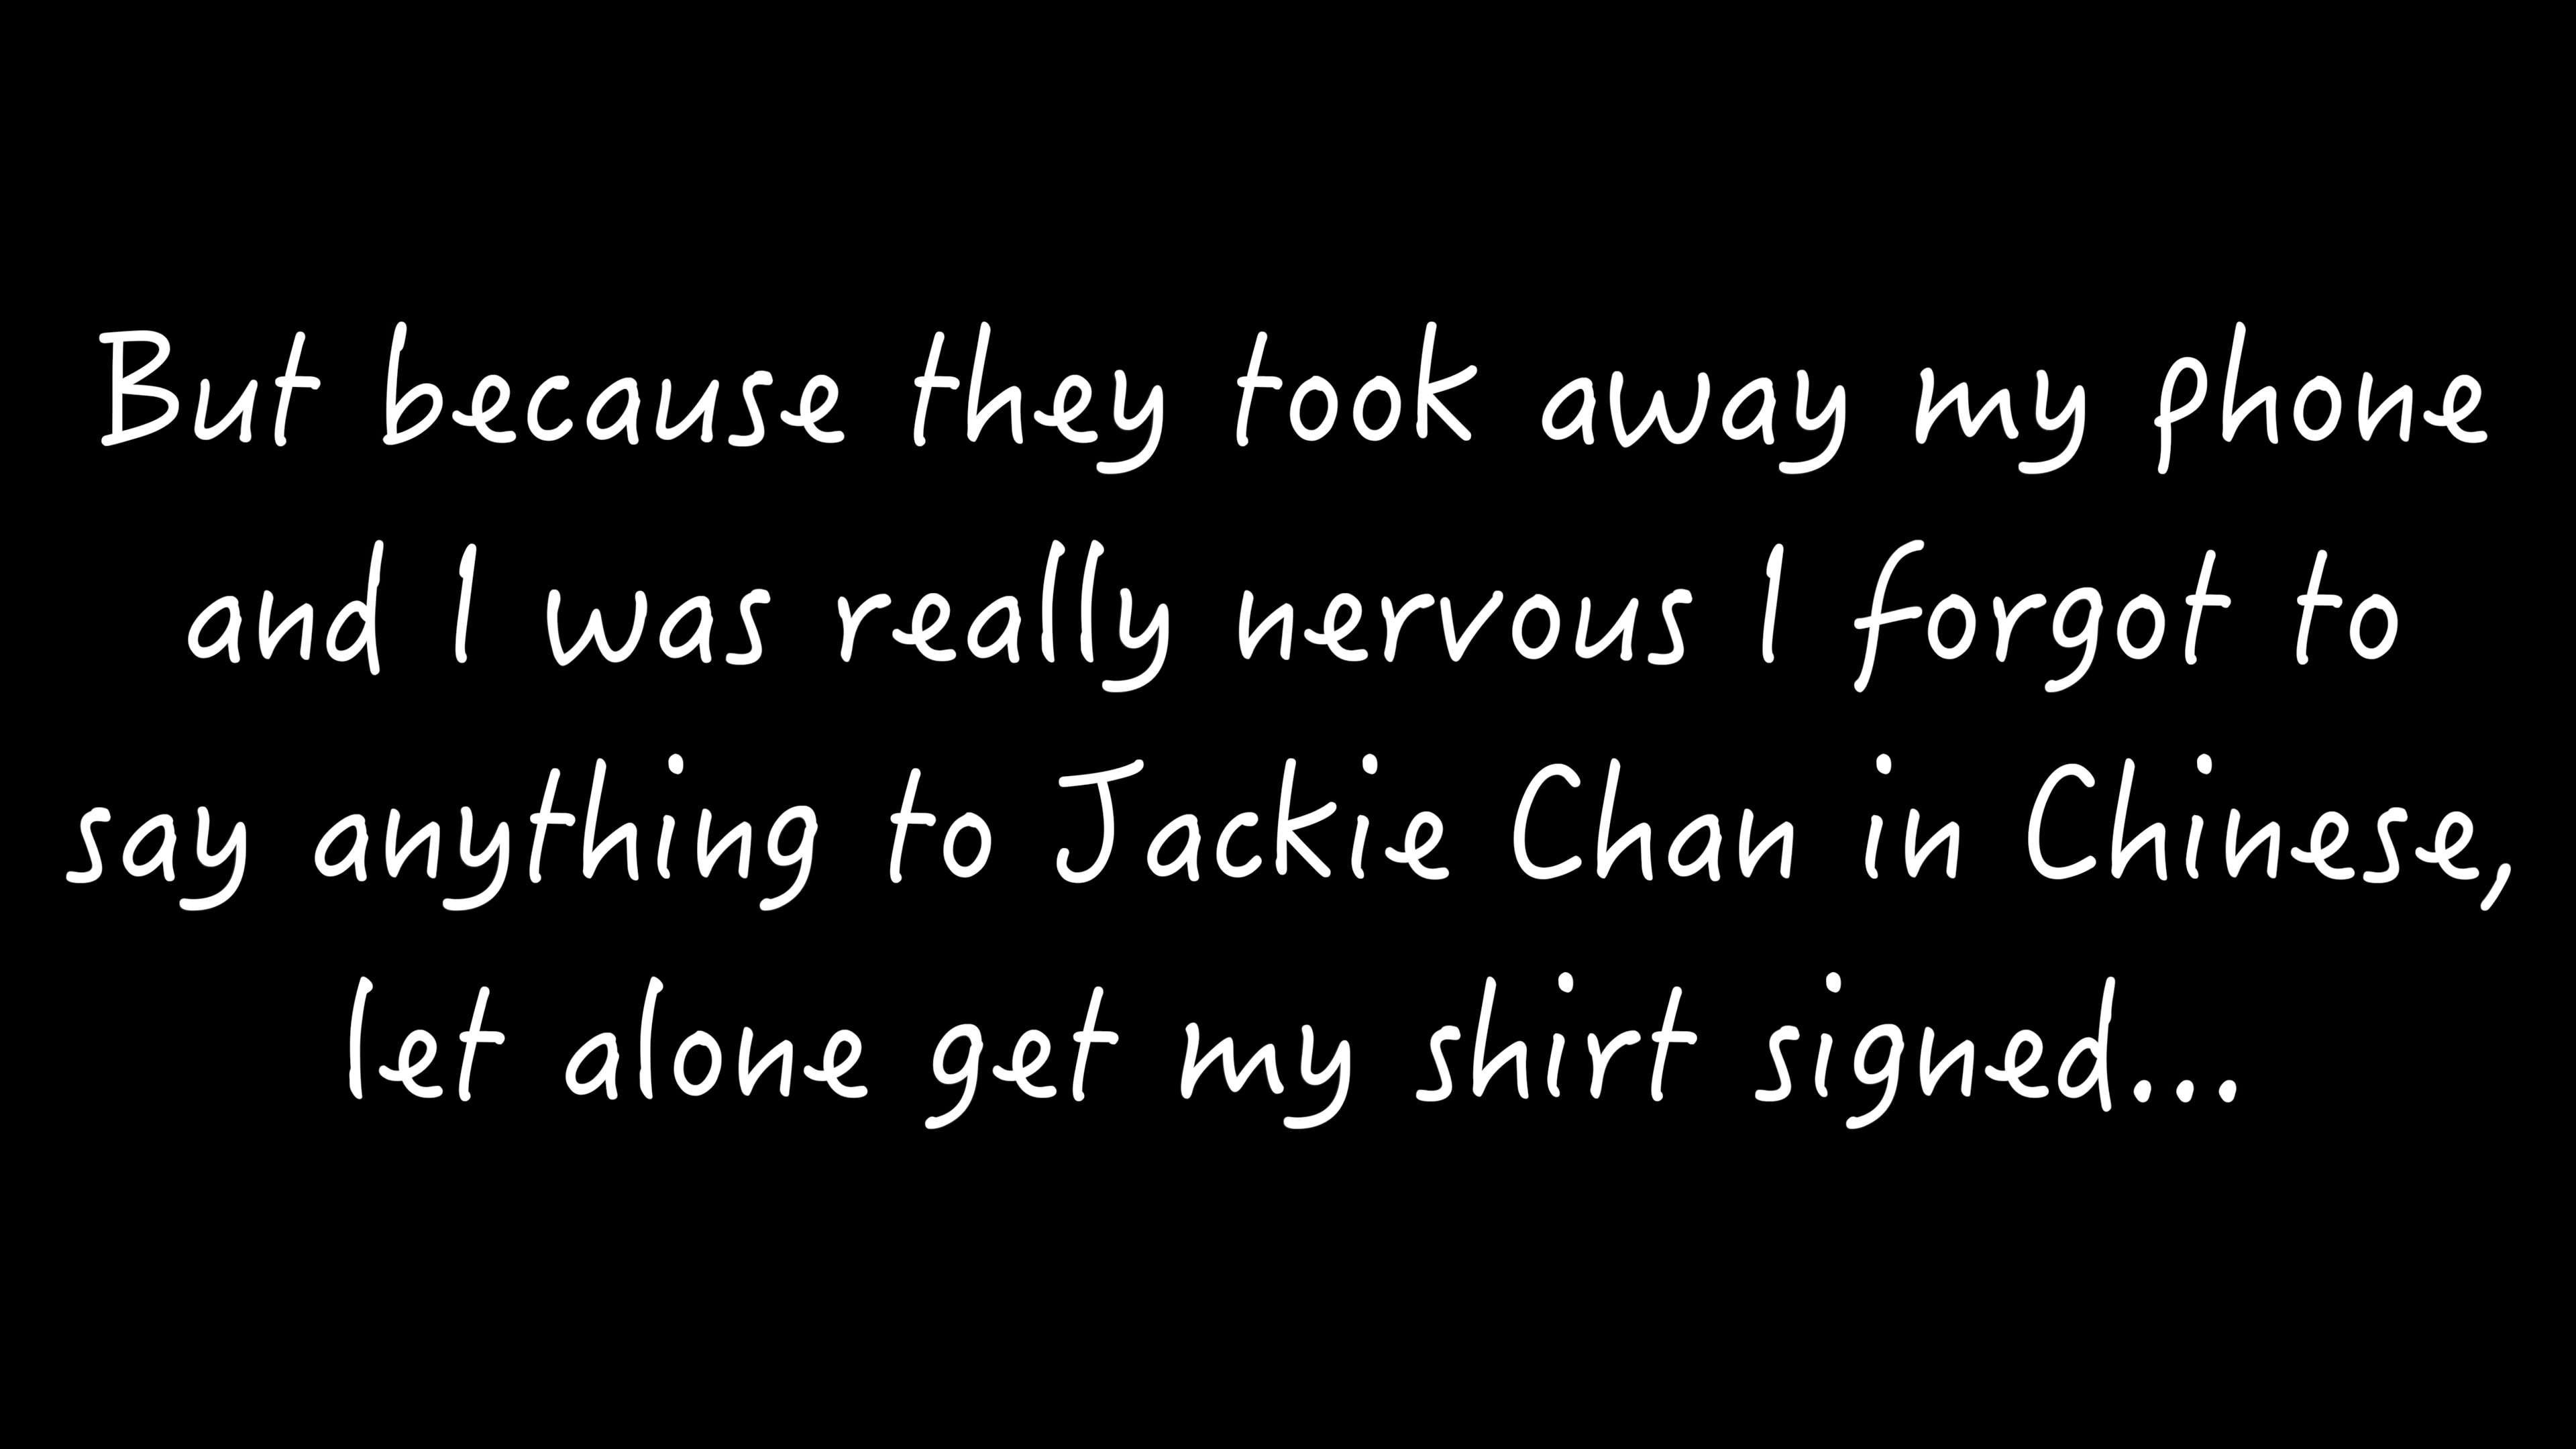 But because they took away my phone
and I was really nervous I forgot to
say anything to Jackie Chan in Chinese,
let alone get my shirt signed...